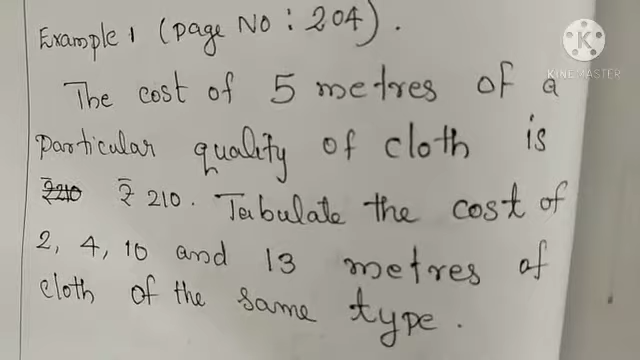 Example 1 (page No : 204).
KINEMASTER
The cost of 5 metres of a
particular quality of cloth is
₹210 ₹ 210. Tabulate the cost of
2, 4, 10 and 13 metres of
cloth of the same type.